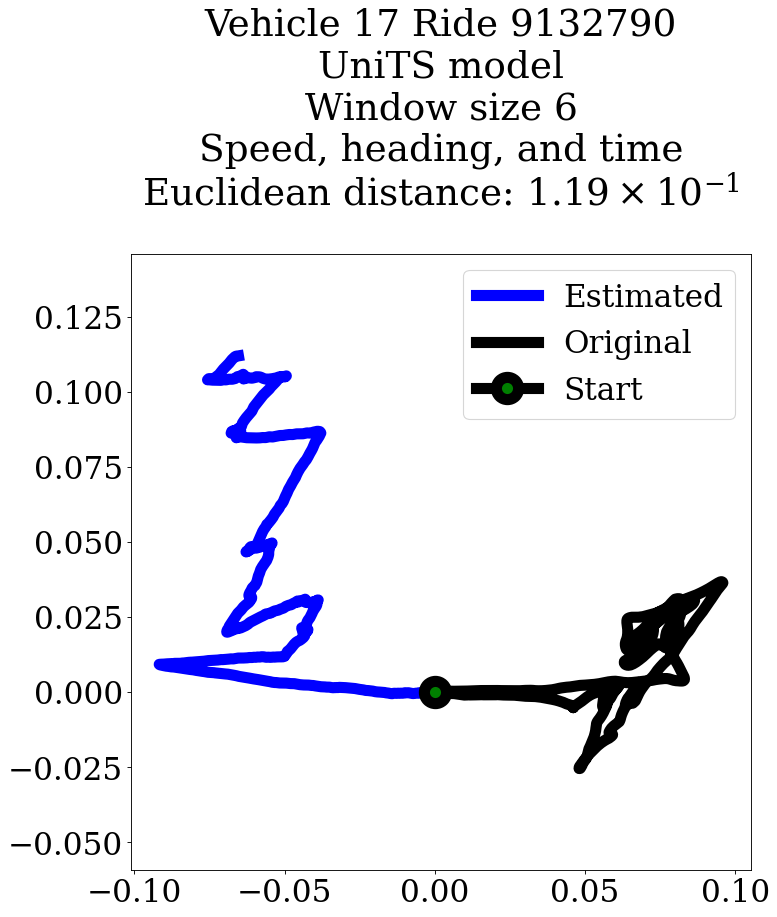 Vehicle 17 Ride 9132790
UniTS model
Window size 6
Speed, heading, and time
Euclidean distance: 1.19 × 10⁻¹
Estimated
Original
Start
0.125
0.100
0.075
0.050
0.025
0.000
−0.025
−0.050
−0.10 −0.05 0.00 0.05 0.10